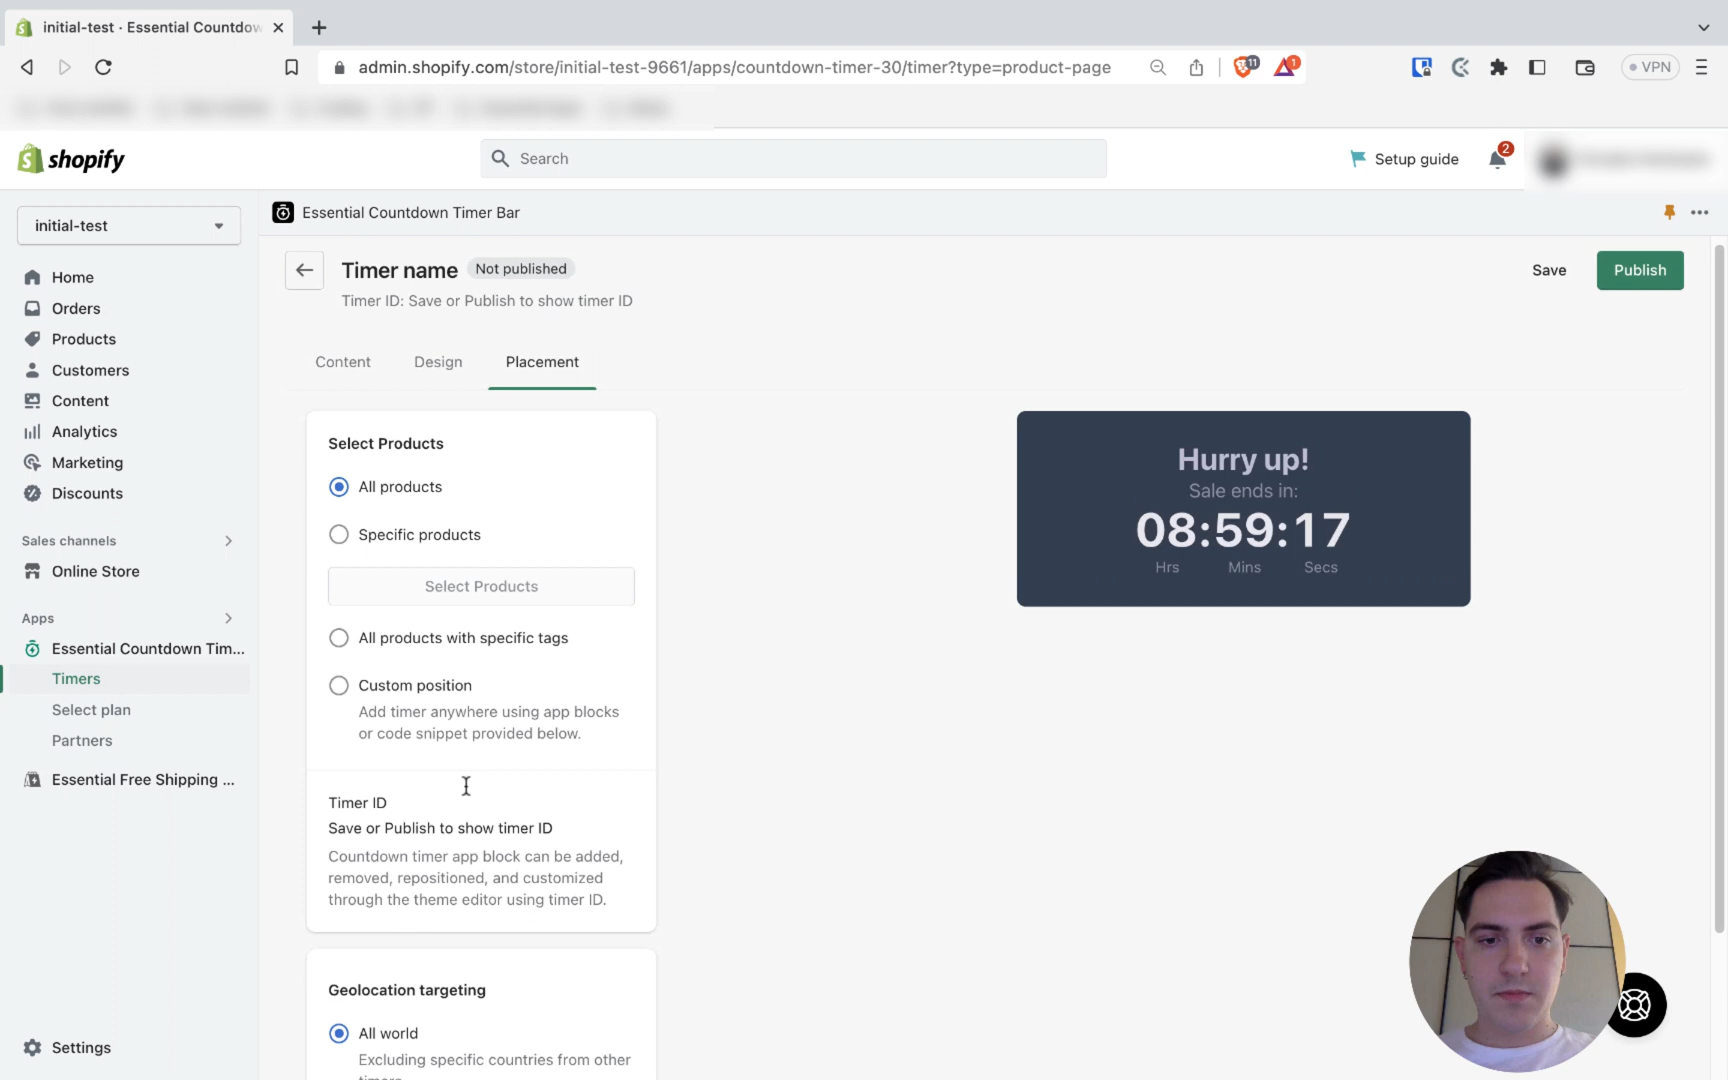 initial-test · Essential Countdow
admin.shopify.com/store/initial-test-9661/apps/countdown-timer-30/timer?type=product-page
11
1
VPN
shopify
Search
Setup guide
2
initial-test
Essential Countdown Timer Bar
Home
Orders
Products
Customers
Content
Analytics
Marketing
Discounts
Sales channels
Online Store
Apps
Essential Countdown Tim...
Timers
Select plan
Partners
Essential Free Shipping ...
Settings
Timer name
Not published
Timer ID: Save or Publish to show timer ID
Save
Publish
Content
Design
Placement
Select Products
All products
Specific products
Select Products
All products with specific tags
Custom position
Add timer anywhere using app blocks
or code snippet provided below.
Timer ID
Save or Publish to show timer ID
Countdown timer app block can be added,
removed, repositioned, and customized
through the theme editor using timer ID.
Geolocation targeting
All world
Excluding specific countries from other
Hurry up!
Sale ends in:
08:59:17
Hrs Mins Secs